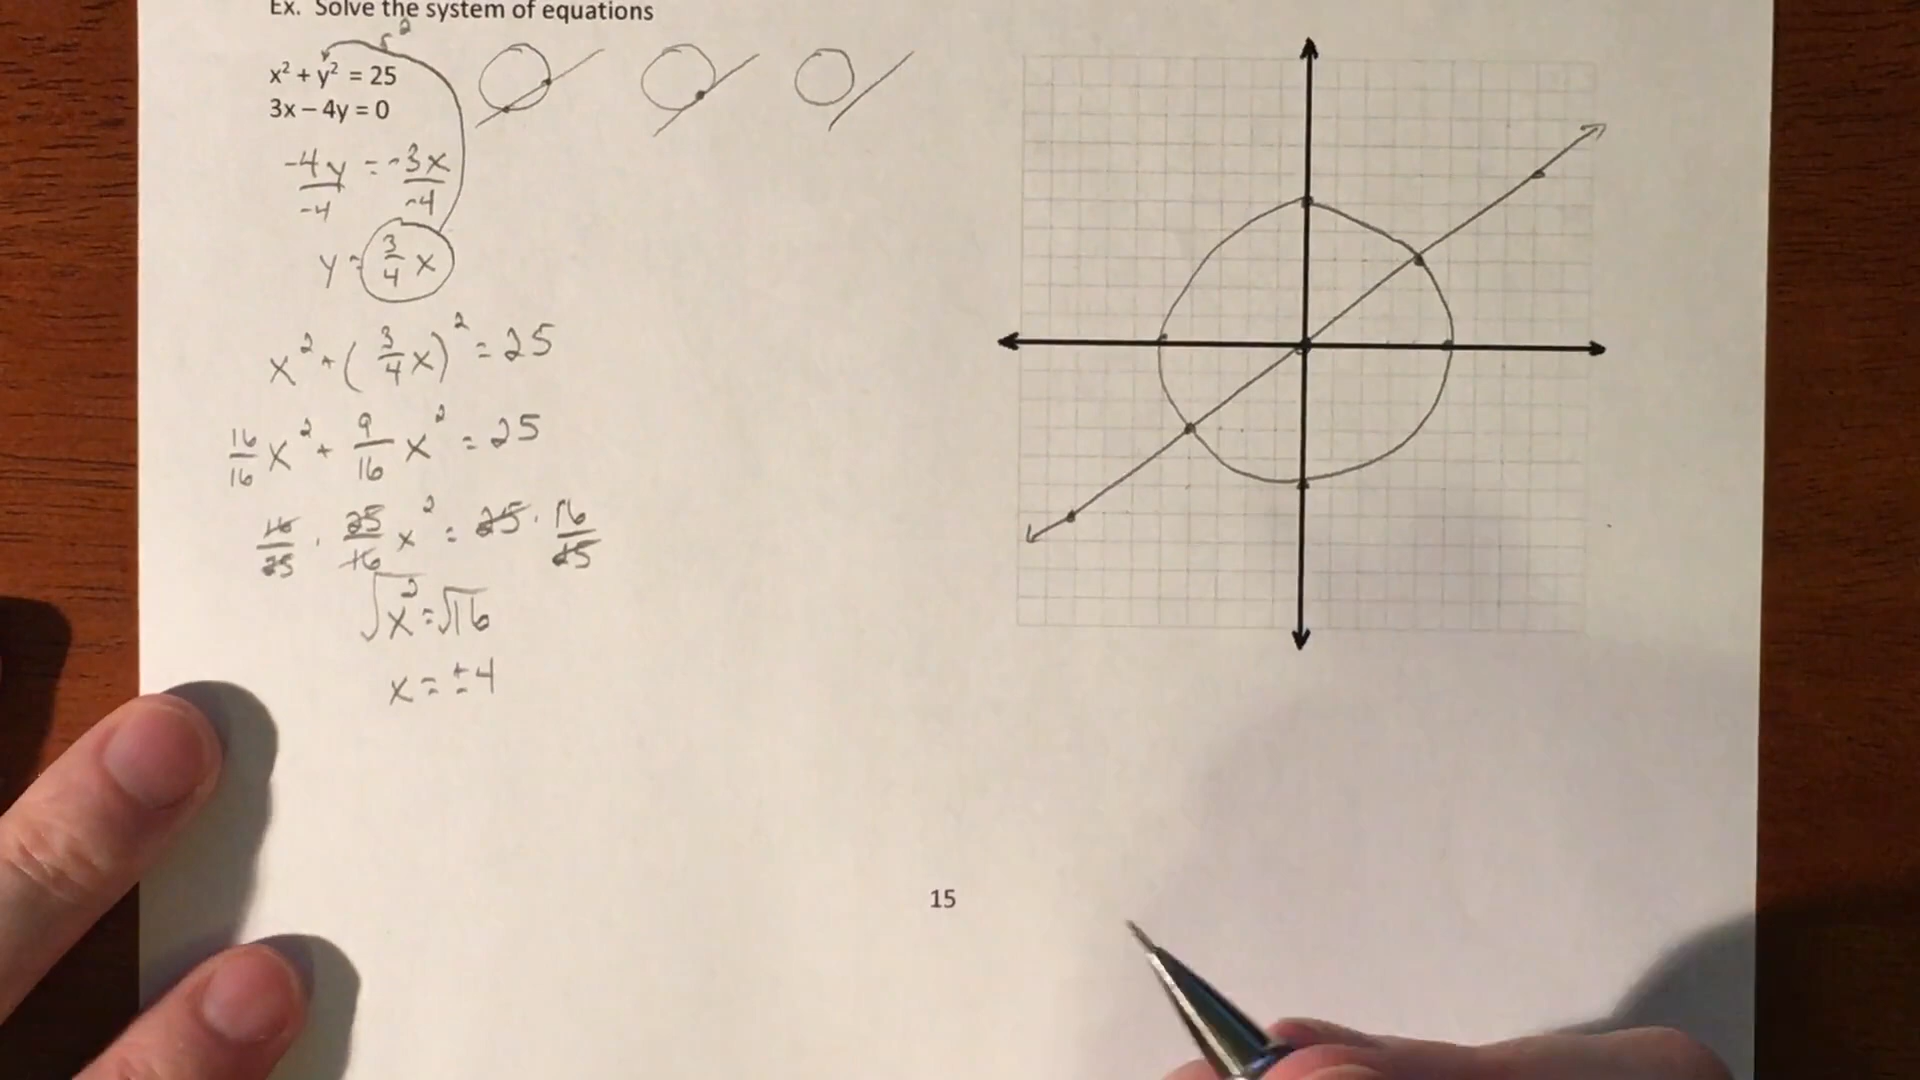 Ex. Solve the system of equations
5²
x² + y² = 25
3x – 4y = 0
-4y = -3x
-4 -4
y = 3/4 x
x² + (3/4 x)² = 25
16/16 x² + 9/16 x² = 25
16/25 · 25/16 x² = 25 · 16/25
√x² = √16
x = ±4
15